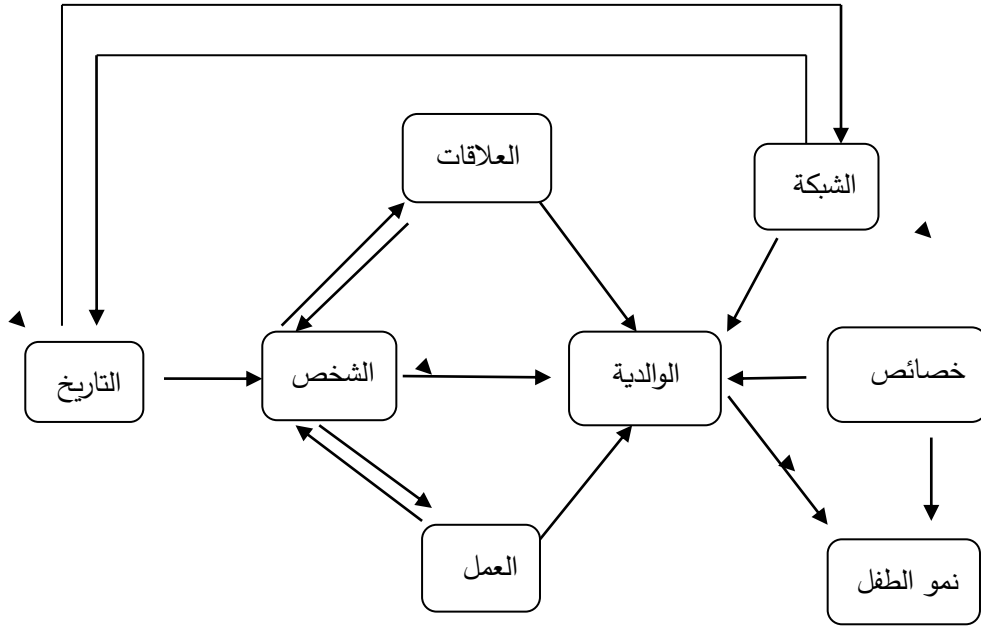 العلاقات
الشبكة
خصائص
الوالدية
الشخص
التاريخ
العمل
نمو الطفل